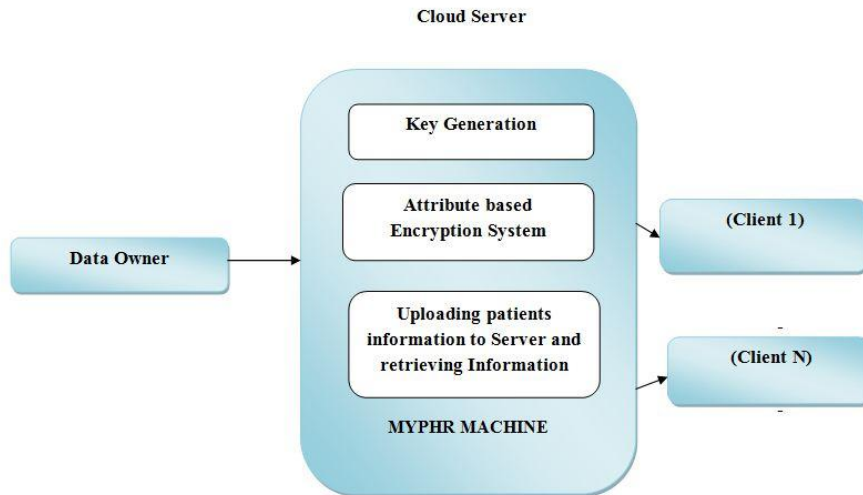 Cloud Server
Key Generation
Attribute based
Encryption System
Data Owner
(Client 1)
Uploading patients
information to Server and
retrieving Information
(Client N)
MYPHR MACHINE